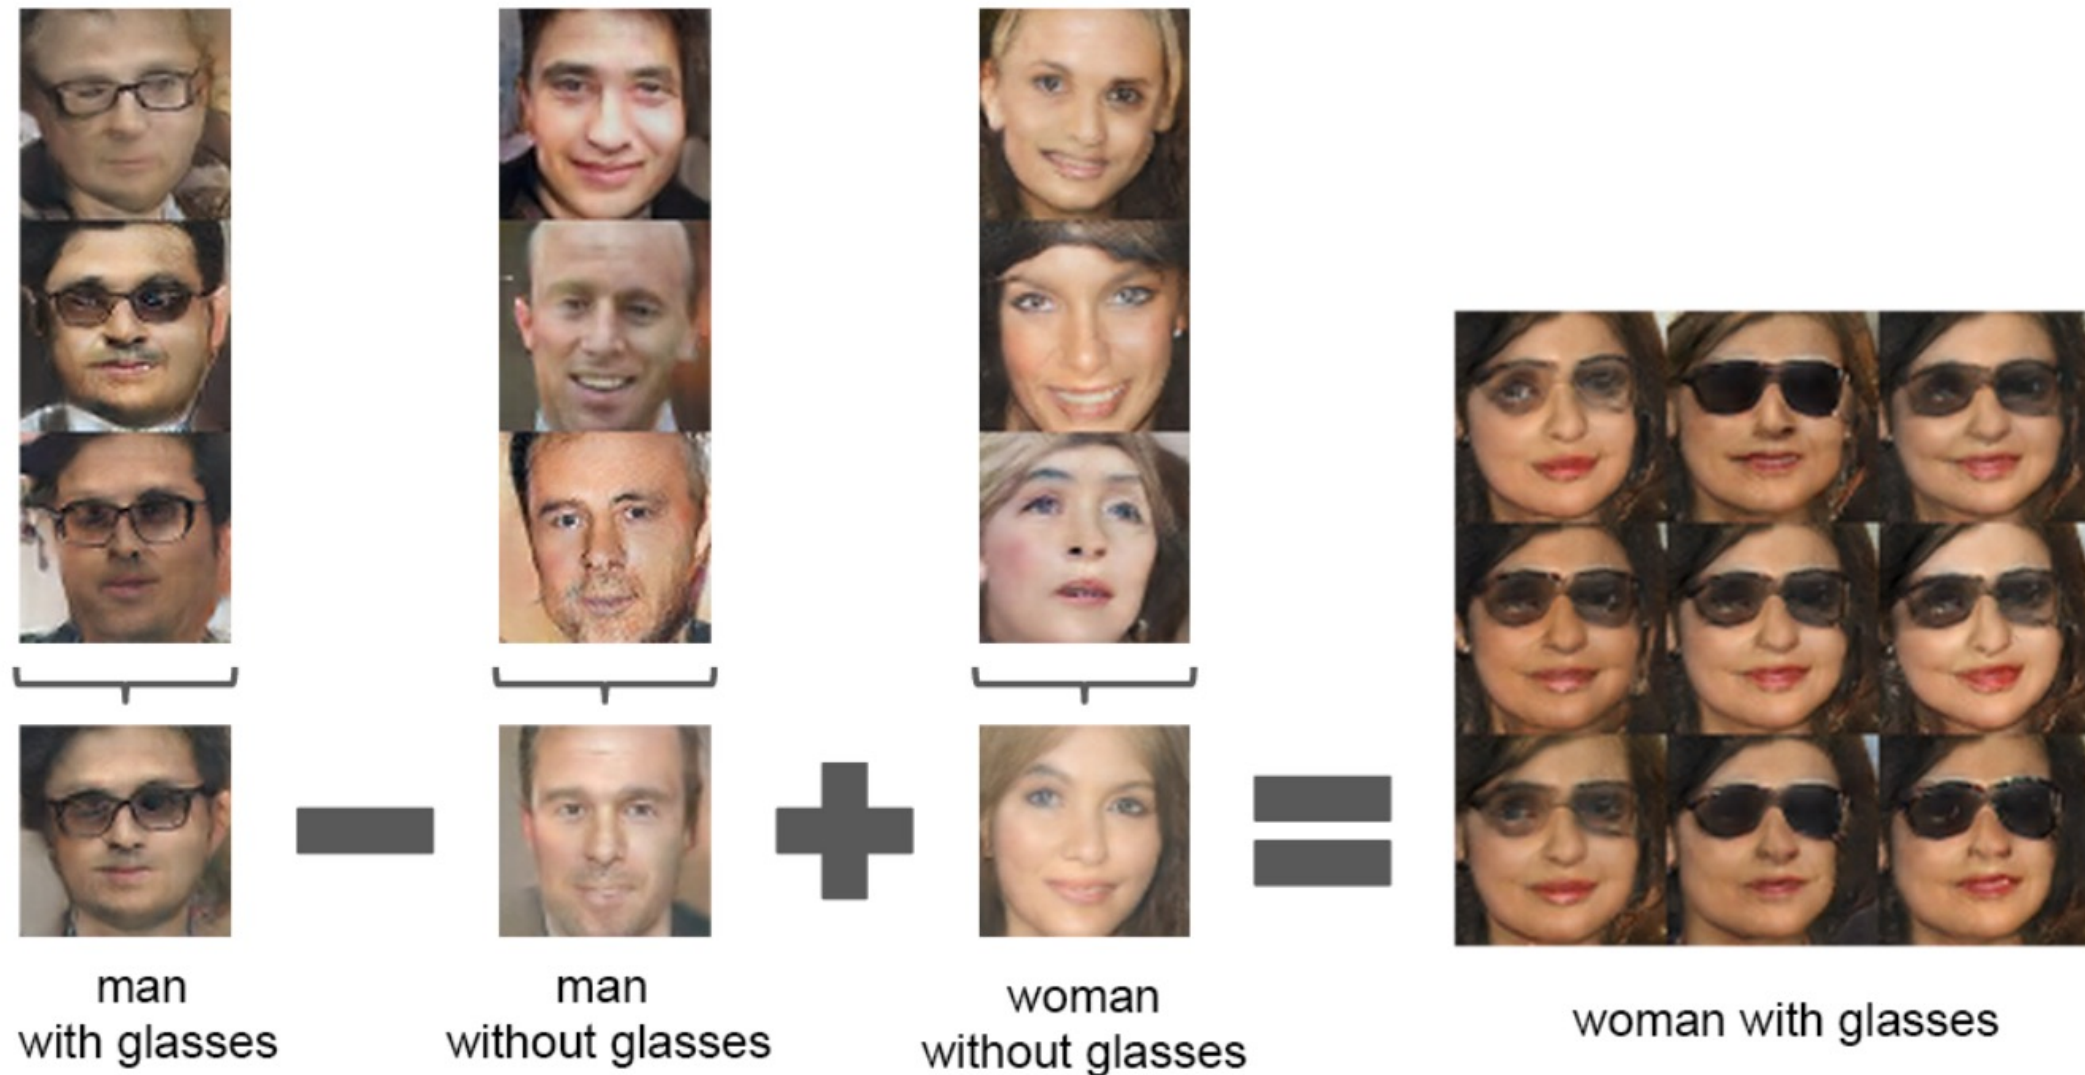 man
with glasses
man
without glasses
woman
without glasses
woman with glasses